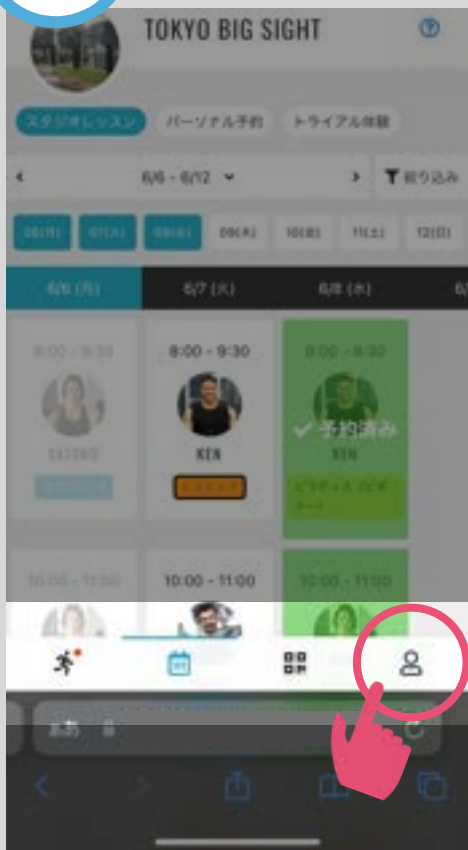 TOKYO BIG SIGHT
スタジオレッスン
パーソナル予約
トライアル体験
6/6 - 6/12
絞り込み
06(月)
07(火)
08(水)
09(木)
10(金)
11(土)
12(日)
6/6 (月)
6/7 (火)
6/8 (水)
8:00 - 9:30
8:00 - 9:30
8:00 - 9:30
予約済み
KEN
KEN
10:00 - 11:00
10:00 - 11:00
10:00 - 11:00
ああ